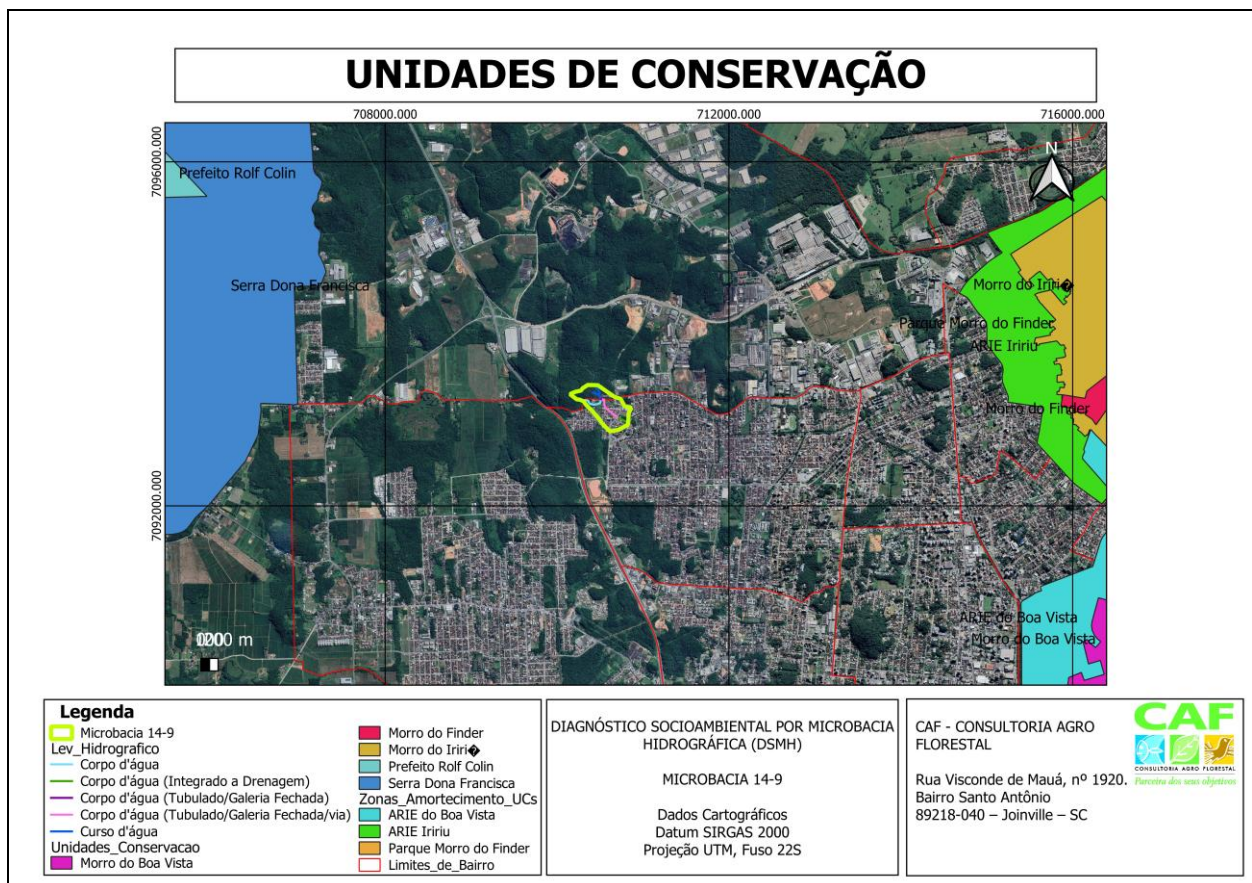 UNIDADES DE CONSERVAÇÃO
708000.000
712000.000
716000.000
7096000.000
7092000.000
N
Prefeito Rolf Colin
Serra Dona Francisca
Morro do Iriri�
Parque Morro do Finder
ARIE Iririú
Morro do Finder
ARIE do Boa Vista
Morro do Boa Vista
Legenda
Microbacia 14-9
Lev_Hidrografico
Corpo d'água
Corpo d'água (Integrado a Drenagem)
Corpo d'água (Tubulado/Galeria Fechada)
Corpo d'água (Tubulado/Galeria Fechada/via)
Curso d'água
Unidades_Conservacao
Morro do Boa Vista
Morro do Finder
Morro do Iriri�
Prefeito Rolf Colin
Serra Dona Francisca
Zonas_Amortecimento_UCs
ARIE do Boa Vista
ARIE Iririu
Parque Morro do Finder
Limites_de_Bairro
DIAGNÓSTICO SOCIOAMBIENTAL POR MICROBACIA
HIDROGRÁFICA (DSMH)
MICROBACIA 14-9
Dados Cartográficos
Datum SIRGAS 2000
Projeção UTM, Fuso 22S
CAF - CONSULTORIA AGRO
FLORESTAL
Rua Visconde de Mauá, nº 1920.
Bairro Santo Antônio
89218-040 – Joinville – SC
CAF
CONSULTORIA AGRO FLORESTAL
Parceira dos seus objetivos